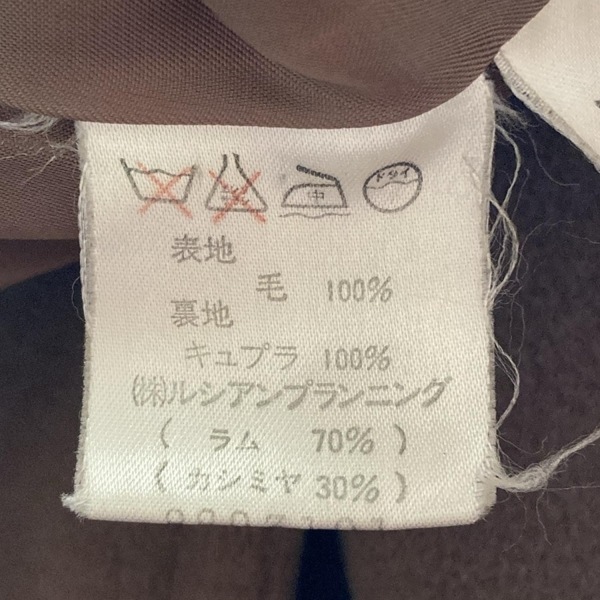 中 ドライ
表地
毛 100%
裏地
キュプラ 100%
(株)ルシアンプランニング
( ラム 70% )
( カシミヤ 30% )